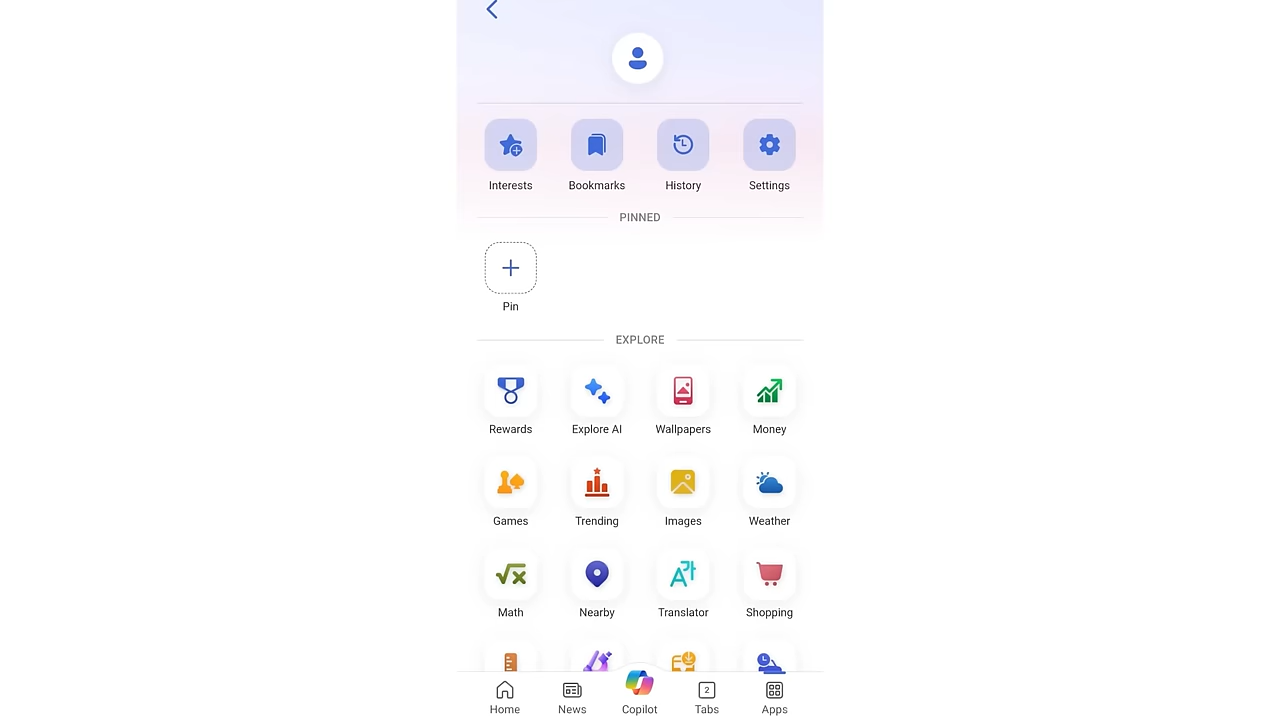 Interests Bookmarks History Settings
PINNED
Pin
EXPLORE
Rewards Explore AI Wallpapers Money
Games Trending Images Weather
Math Nearby Translator Shopping
2
Home News Copilot Tabs Apps